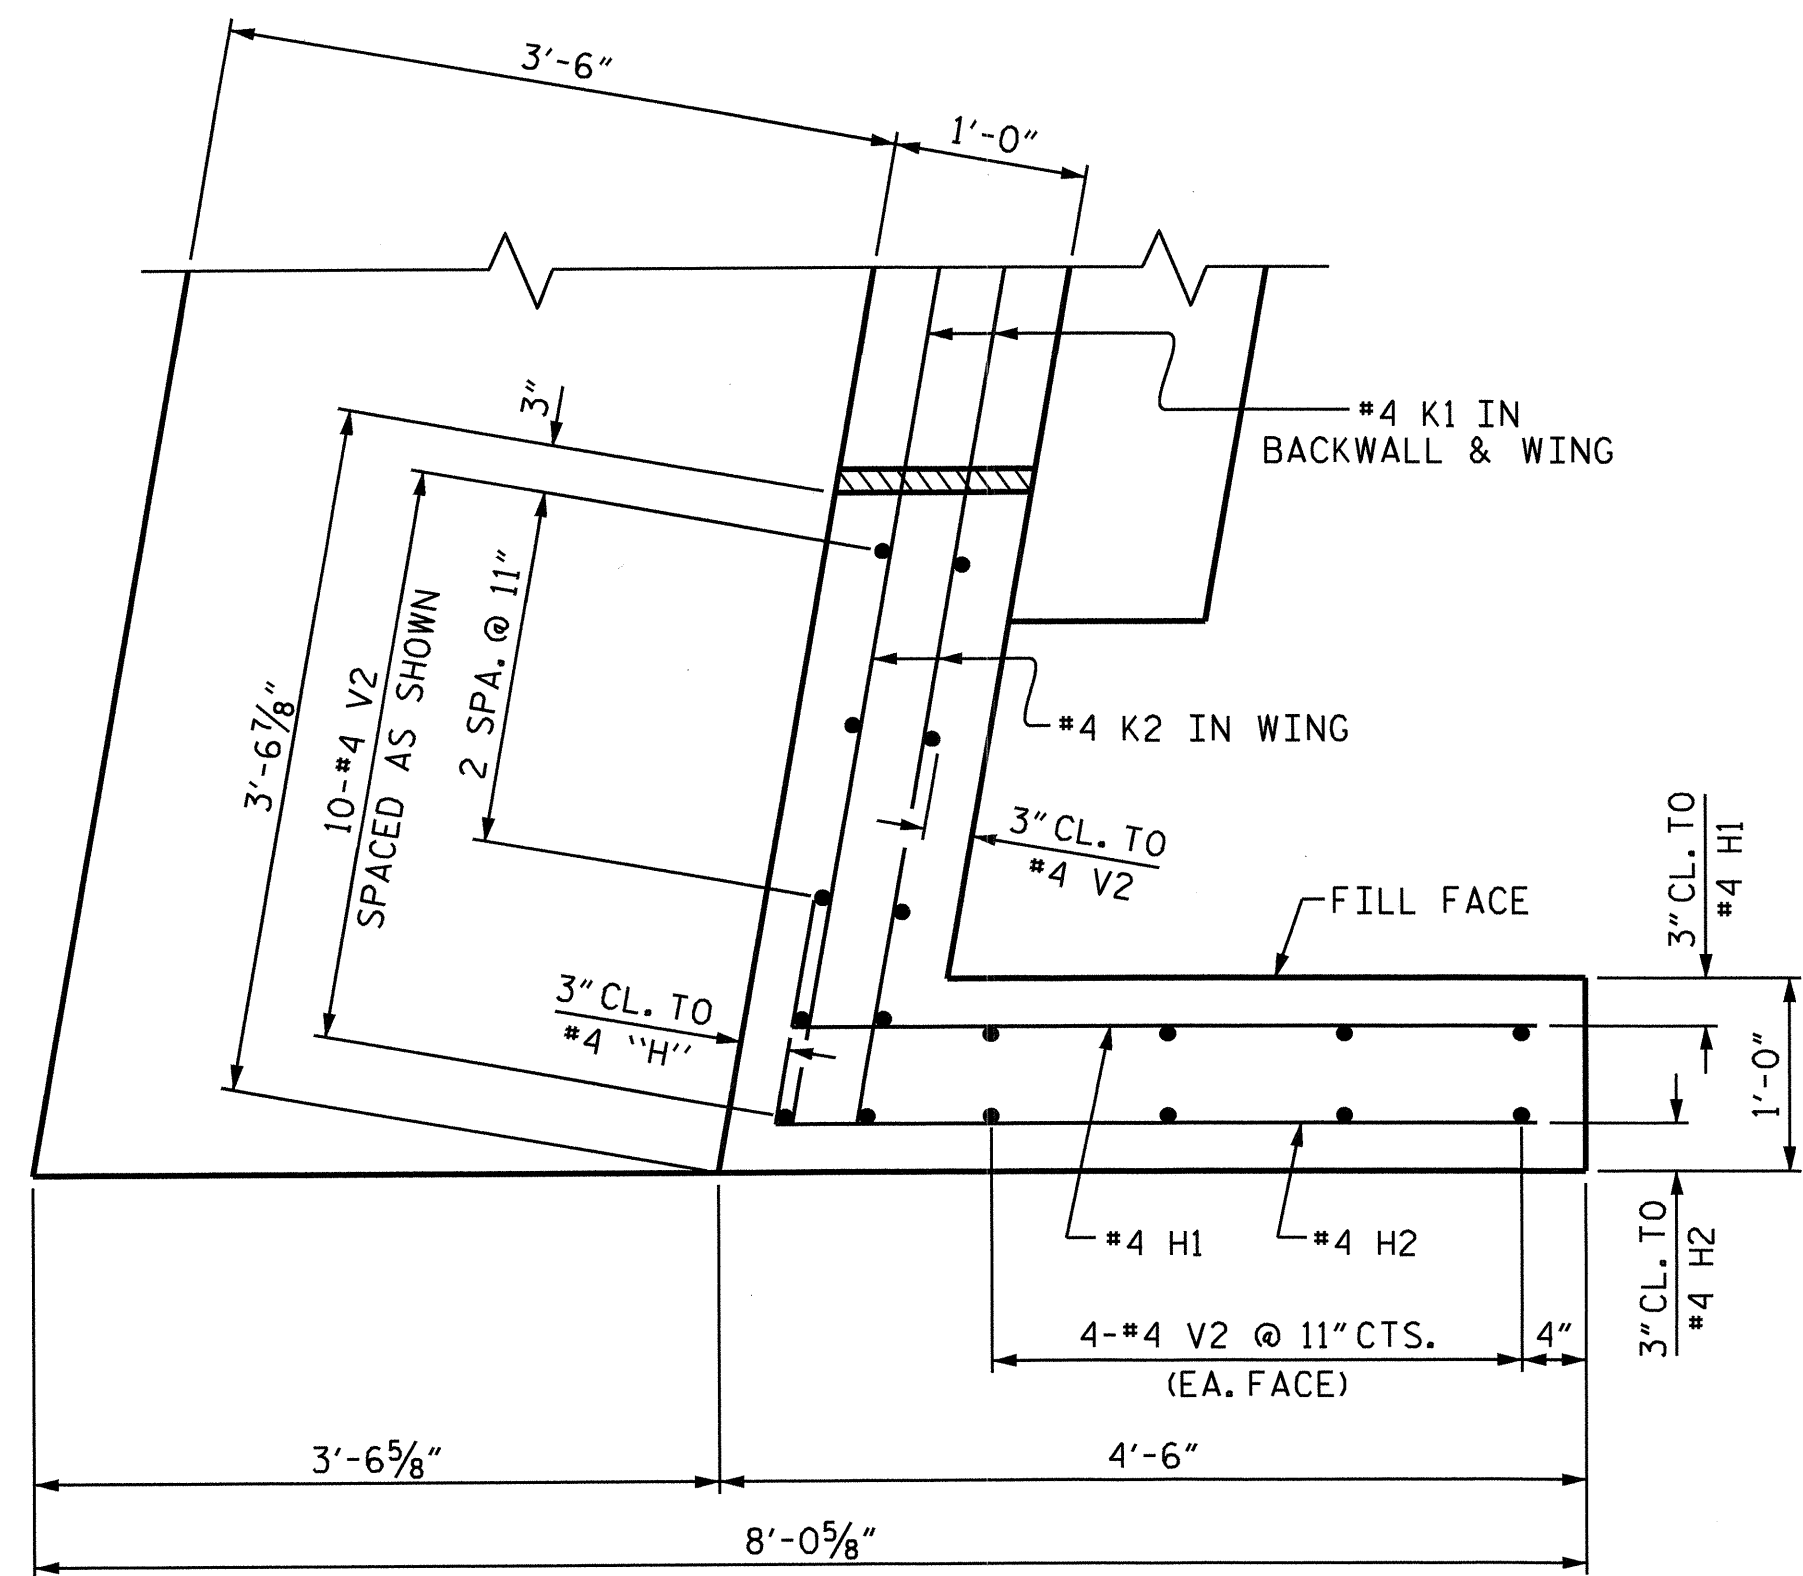 3'-6"
1'-0"
#4 K1 IN
BACKWALL & WING
3"
2 SPA. @ 11"
10-#4 V2
SPACED AS SHOWN
3'-6⅞"
#4 K2 IN WING
3" CL. TO
#4 V2
FILL FACE
3" CL. TO
#4 H1
3" CL. TO
#4 "H"
1'-0"
#4 H1
#4 H2
3" CL. TO
#4 H2
4-#4 V2 @ 11" CTS.
(EA. FACE)
4"
3'-6⅝"
4'-6"
8'-0⅝"